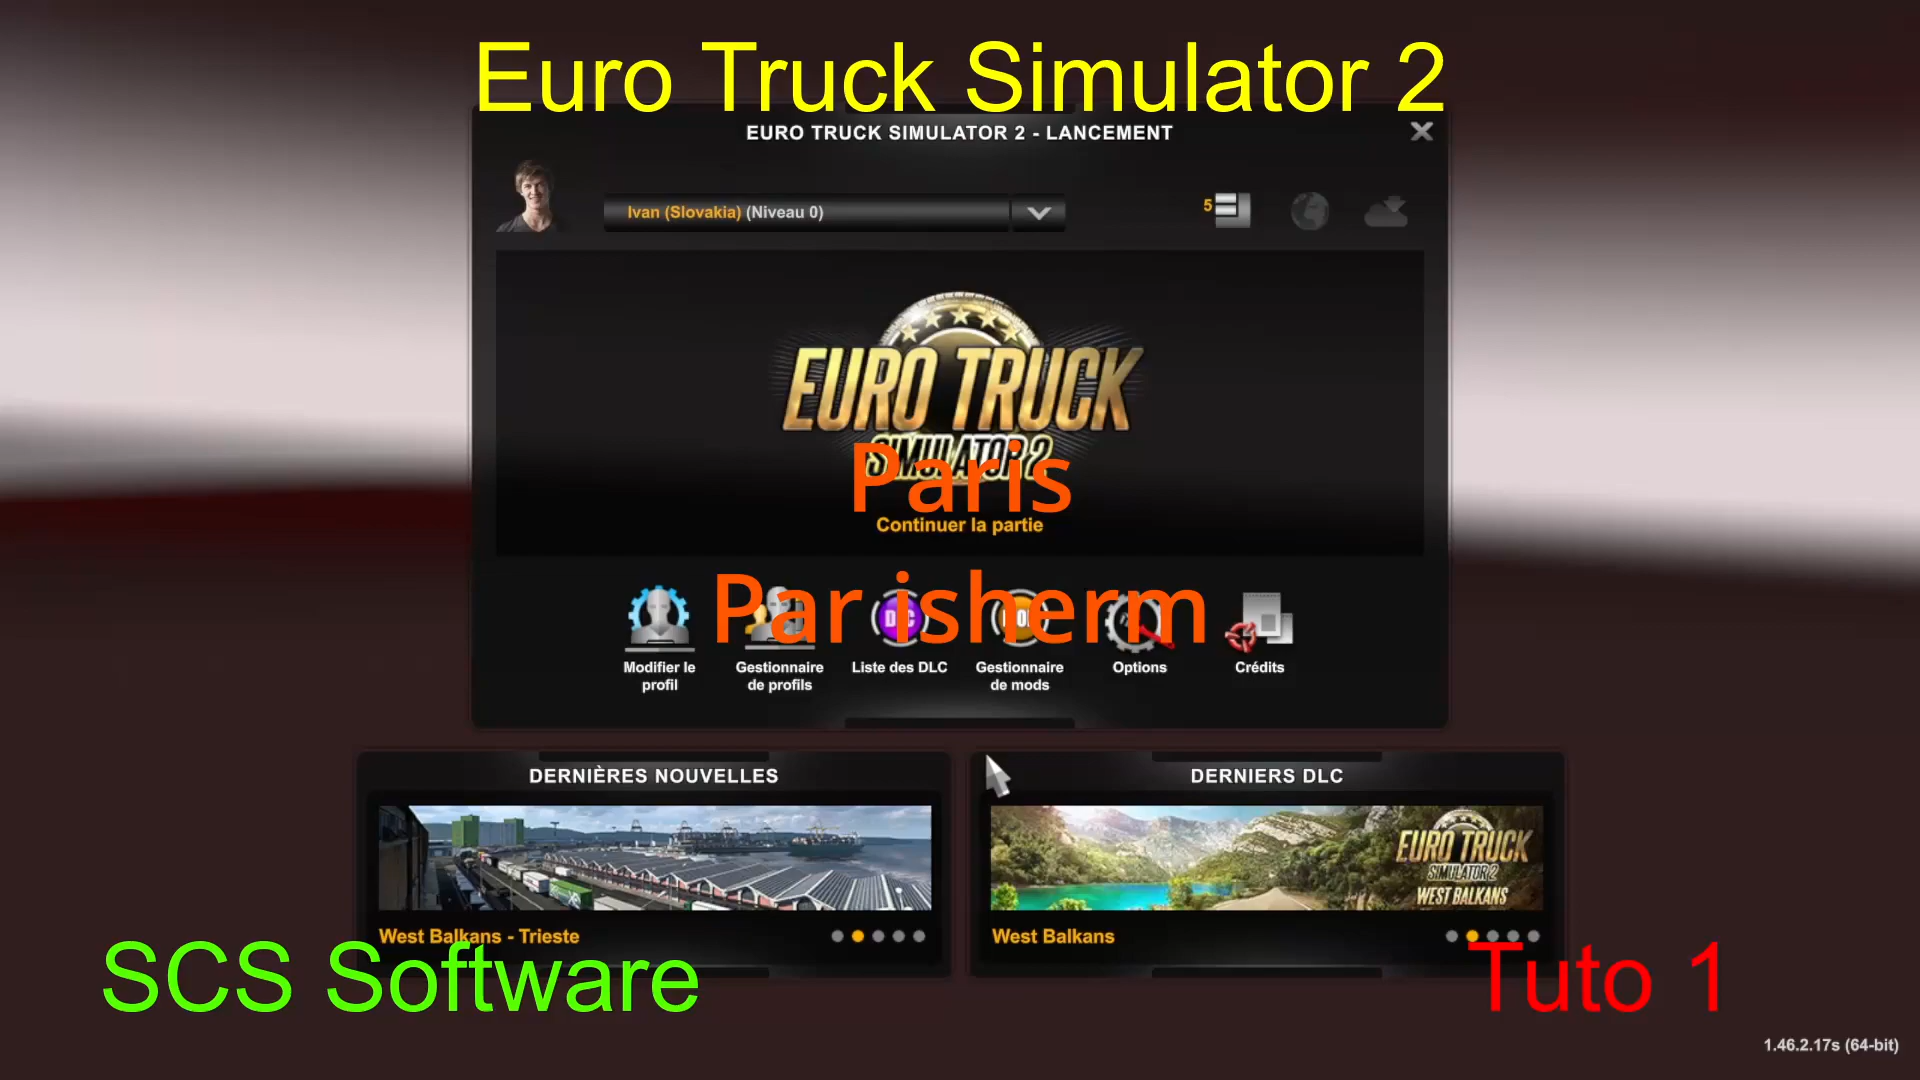 Euro Truck Simulator 2
EURO TRUCK SIMULATOR 2 - LANCEMENT
Ivan (Slovakia) (Niveau 0)
5
EURO TRUCK
SIMULATOR 2
Paris
Continuer la partie
Par isherm
DLC
Modifier le
profil
Gestionnaire
de profils
Liste des DLC
Gestionnaire
de mods
Options
Crédits
DERNIÈRES NOUVELLES
West Balkans - Trieste
DERNIERS DLC
EURO TRUCK
SIMULATOR 2
WEST BALKANS
West Balkans
SCS Software
Tuto 1
1.46.2.17s (64-bit)